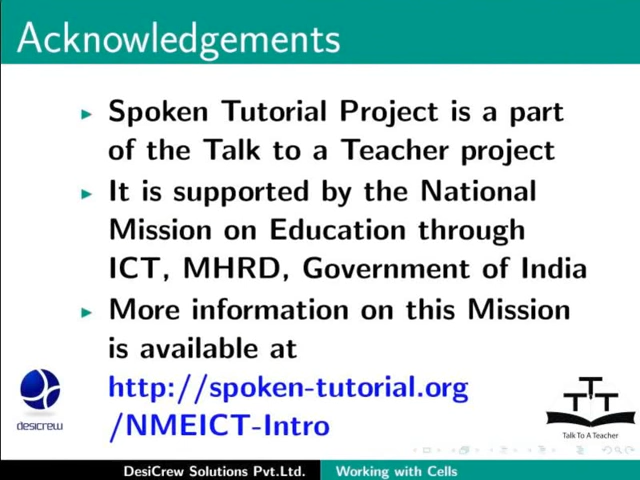 Acknowledgements
Spoken Tutorial Project is a part
of the Talk to a Teacher project
It is supported by the National
Mission on Education through
ICT, MHRD, Government of India
More information on this Mission
is available at
http://spoken-tutorial.org
/NMEICT-Intro
desicrew
TTT
Talk To A Teacher
DesiCrew Solutions Pvt.Ltd.
Working with Cells